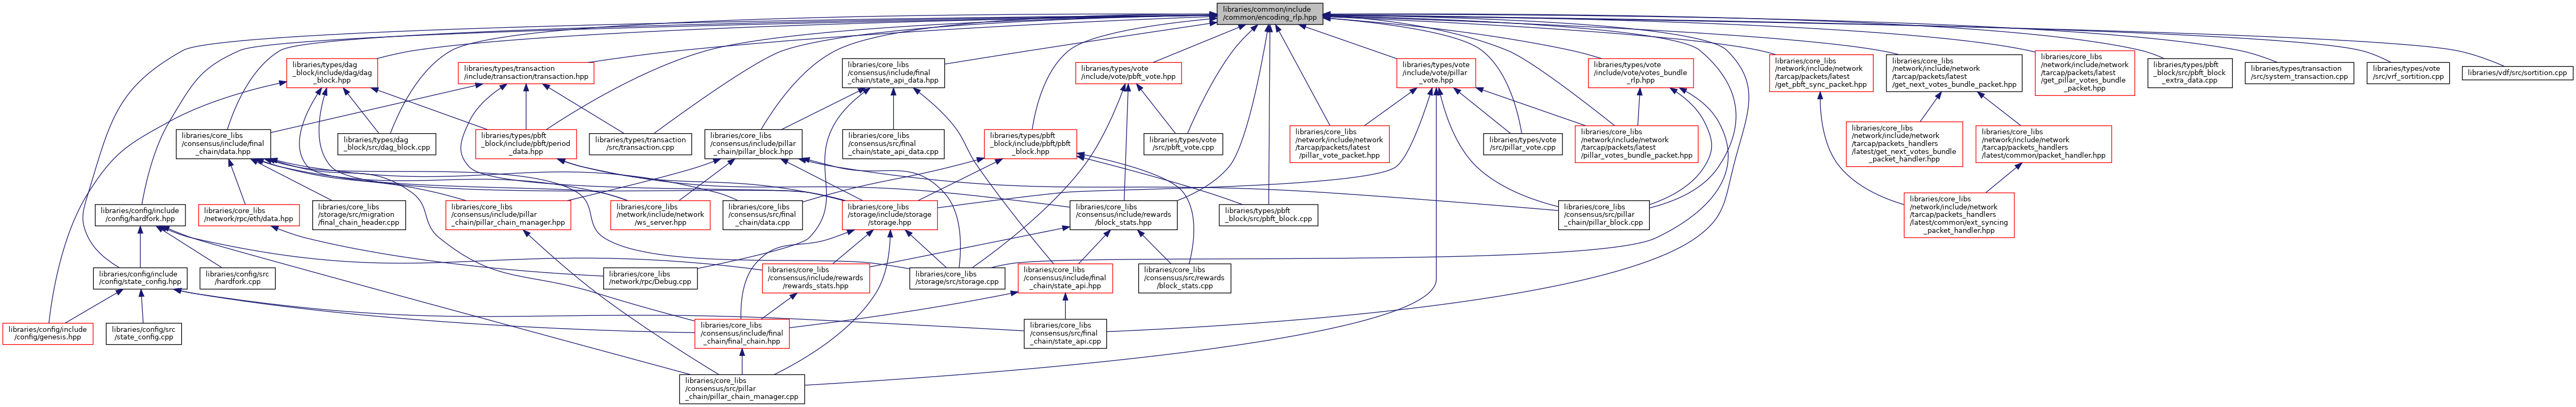 libraries/common/include
/common/encoding_rlp.hpp
libraries/types/dag
_block/include/dag/dag
_block.hpp
libraries/types/transaction
/include/transaction/transaction.hpp
libraries/core_libs
/consensus/include/final
_chain/state_api_data.hpp
libraries/types/vote
/include/vote/pbft_vote.hpp
libraries/types/vote
/include/vote/pillar
_vote.hpp
libraries/types/vote
/include/vote/votes_bundle
_rlp.hpp
libraries/core_libs
/network/include/network
/tarcap/packets/latest
/get_pbft_sync_packet.hpp
libraries/core_libs
/network/include/network
/tarcap/packets/latest
/get_next_votes_bundle_packet.hpp
libraries/core_libs
/network/include/network
/tarcap/packets/latest
/get_pillar_votes_bundle
_packet.hpp
libraries/types/pbft
_block/src/pbft_block
_extra_data.cpp
libraries/types/transaction
/src/system_transaction.cpp
libraries/types/vote
/src/vrf_sortition.cpp
libraries/vdf/src/sortition.cpp
libraries/core_libs
/consensus/include/final
_chain/data.hpp
libraries/types/dag
_block/src/dag_block.cpp
libraries/types/pbft
_block/include/pbft/period
_data.hpp
libraries/types/transaction
/src/transaction.cpp
libraries/core_libs
/consensus/include/pillar
_chain/pillar_block.hpp
libraries/core_libs
/consensus/src/final
_chain/state_api_data.cpp
libraries/types/pbft
_block/include/pbft/pbft
_block.hpp
libraries/types/vote
/src/pbft_vote.cpp
libraries/core_libs
/network/include/network
/tarcap/packets/latest
/pillar_vote_packet.hpp
libraries/types/vote
/src/pillar_vote.cpp
libraries/core_libs
/network/include/network
/tarcap/packets/latest
/pillar_votes_bundle_packet.hpp
libraries/core_libs
/network/include/network
/tarcap/packets_handlers
/latest/get_next_votes_bundle
_packet_handler.hpp
libraries/core_libs
/network/include/network
/tarcap/packets_handlers
/latest/common/packet_handler.hpp
libraries/config/include
/config/hardfork.hpp
libraries/core_libs
/network/rpc/eth/data.hpp
libraries/core_libs
/storage/src/migration
/final_chain_header.cpp
libraries/core_libs
/consensus/include/pillar
_chain/pillar_chain_manager.hpp
libraries/core_libs
/network/include/network
/ws_server.hpp
libraries/core_libs
/consensus/src/final
_chain/data.cpp
libraries/core_libs
/storage/include/storage
/storage.hpp
libraries/core_libs
/consensus/include/rewards
/block_stats.hpp
libraries/types/pbft
_block/src/pbft_block.cpp
libraries/core_libs
/consensus/src/pillar
_chain/pillar_block.cpp
libraries/core_libs
/network/include/network
/tarcap/packets_handlers
/latest/common/ext_syncing
_packet_handler.hpp
libraries/config/include
/config/state_config.hpp
libraries/config/src
/hardfork.cpp
libraries/core_libs
/network/rpc/Debug.cpp
libraries/core_libs
/consensus/include/rewards
/rewards_stats.hpp
libraries/core_libs
/storage/src/storage.cpp
libraries/core_libs
/consensus/include/final
_chain/state_api.hpp
libraries/core_libs
/consensus/src/rewards
/block_stats.cpp
libraries/config/include
/config/genesis.hpp
libraries/config/src
/state_config.cpp
libraries/core_libs
/consensus/include/final
_chain/final_chain.hpp
libraries/core_libs
/consensus/src/final
_chain/state_api.cpp
libraries/core_libs
/consensus/src/pillar
_chain/pillar_chain_manager.cpp